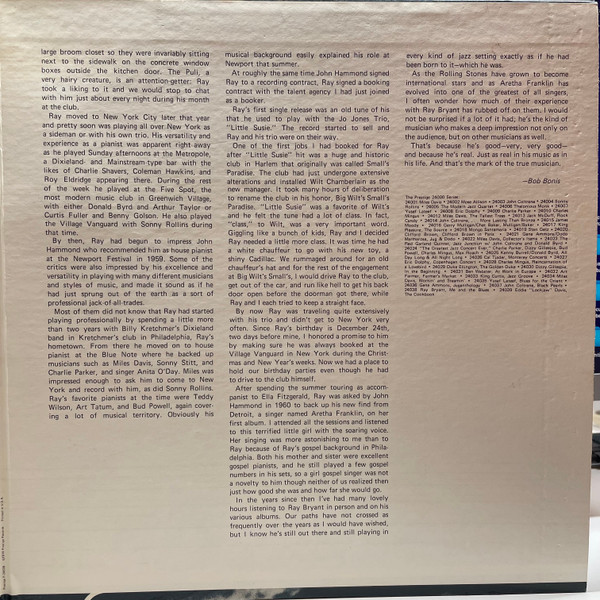 large broom closet so they were invariably sitting
next to the sidewalk on the concrete window
boxes outside the kitchen door. The Puli, a
very hairy creature, is an attention-getter. Ray
took a liking to it and we would stop to chat
with him just about every night during his month
at the club.
Ray moved to New York City later that year
and pretty soon was playing all over New York as
a sideman or with his own trio. His versatility and
experience as a pianist was apparent right away
as he played Sunday afternoons at the Metropole,
a Dixieland- and Mainstream-type bar with the
likes of Charlie Shavers, Coleman Hawkins, and
Roy Eldridge appearing there. During the rest
of the week he played at the Five Spot, the
most modern music club in Greenwich Village,
with either Donald Byrd and Arthur Taylor or
Curtis Fuller and Benny Golson. He also played
the Village Vanguard with Sonny Rollins during
that time.
By then, Ray had begun to impress John
Hammond who recommended him as house pianist
at the Newport Festival in 1959. Some of the
critics were also impressed by his excellence and
versatility in playing with many different musicians
and styles of music, and made it sound as if he
had just sprung out of the earth as a sort of
professional jack of-all-trades.
Most of them did not know that Ray had started
playing professionally by spending a little more
than two years with Billy Kretchmer's Dixieland
band in Kretchmer's club in Philadelphia, Ray's
hometown. From there he moved on to house
pianist at the Blue Note where he backed up
musicians such as Miles Davis, Sonny Stitt, and
Charlie Parker, and singer Anita O'Day. Miles was
impressed enough to ask him to come to New
York and record with him, as did Sonny Rollins.
Ray's favorite pianists at the time were Teddy
Wilson, Art Tatum, and Bud Powell, again cover-
ing a lot of musical territory. Obviously his
musical background easily explained his role at
Newport that summer.
At roughly the same time John Hammond signed
Ray to a recording contract, Ray signed a booking
contract with the talent agency I had just joined
as a booker.
Ray's first single release was an old tune of his
that he used to play with the Jo Jones Trio,
"Little Susie." The record started to sell and
Ray and his trio were on their way.
One of the first jobs I had booked for Ray
after "Little Susie" hit was a huge and historic
club in Harlem that originally was called Small's
Paradise. The club had just undergone extensive
alterations and installed Wilt Chamberlain as the
new manager. It took many hours of deliberation
to rename the club in his honor, Big Wilt's Small's
Paradise. "Little Susie" was a favorite of Wilt's
and he felt the tune had a lot of class. In fact,
"class," to Wilt, was a very important word.
Giggling like a bunch of kids, Ray and I decided
Ray needed a little more class. It was time he had
a white chauffeur to go with his new toy, a
shiny Cadillac. We rummaged around for an old
chauffeur's hat and for the rest of the engagement
at Big Wilt's Small's, I would drive Ray to the club,
get out of the car, and run like hell to get his back
door open before the doorman got there, while
Ray and I each tried to keep a straight face.
By now Ray was traveling quite extensively
with his trio and didn't get to New York very
often. Since Ray's birthday is December 24th,
two days before mine, I honored a promise to him
by making sure he was always booked at the
Village Vanguard in New York during the Christ-
mas and New Year's weeks. Now we had a place to
hold our birthday parties even though he had
to drive to the club himself.
After spending the summer touring as accom-
panist to Ella Fitzgerald, Ray was asked by John
Hammond in 1960 to back up his new find from
Detroit, a singer named Aretha Franklin, on her
first album. I attended all the sessions and listened
to this terrified little girl with the soaring voice.
Her singing was more astonishing to me than to
Ray because of Ray's gospel background in Phila-
delphia. Both his mother and sister were excellent
gospel pianists, and he still played a few gospel
numbers in his sets, so a girl gospel singer was not
a novelty to him though neither of us realized then
just how good she was and how far she would go.
In the years since then I've had many lovely
hours listening to Ray Bryant in person and on his
various albums. Our paths have not crossed as
frequently over the years as I would have wished,
but I know he's still out there and still playing in
every kind of jazz setting exactly as if he had
been born to it—which he was.
As the Rolling Stones have grown to become
international stars and as Aretha Franklin has
evolved into one of the greatest of all singers,
I often wonder how much of their experience
with Ray Bryant has rubbed off on them. I would
not be surprised if a lot of it had; he's the kind of
musician who makes a deep impression not only on
the audience, but on other musicians as well...
That's because he's good—very, very good—
and because he's real. Just as real in his music as in
his life. And that's the mark of the true musician.
—Bob Bonis